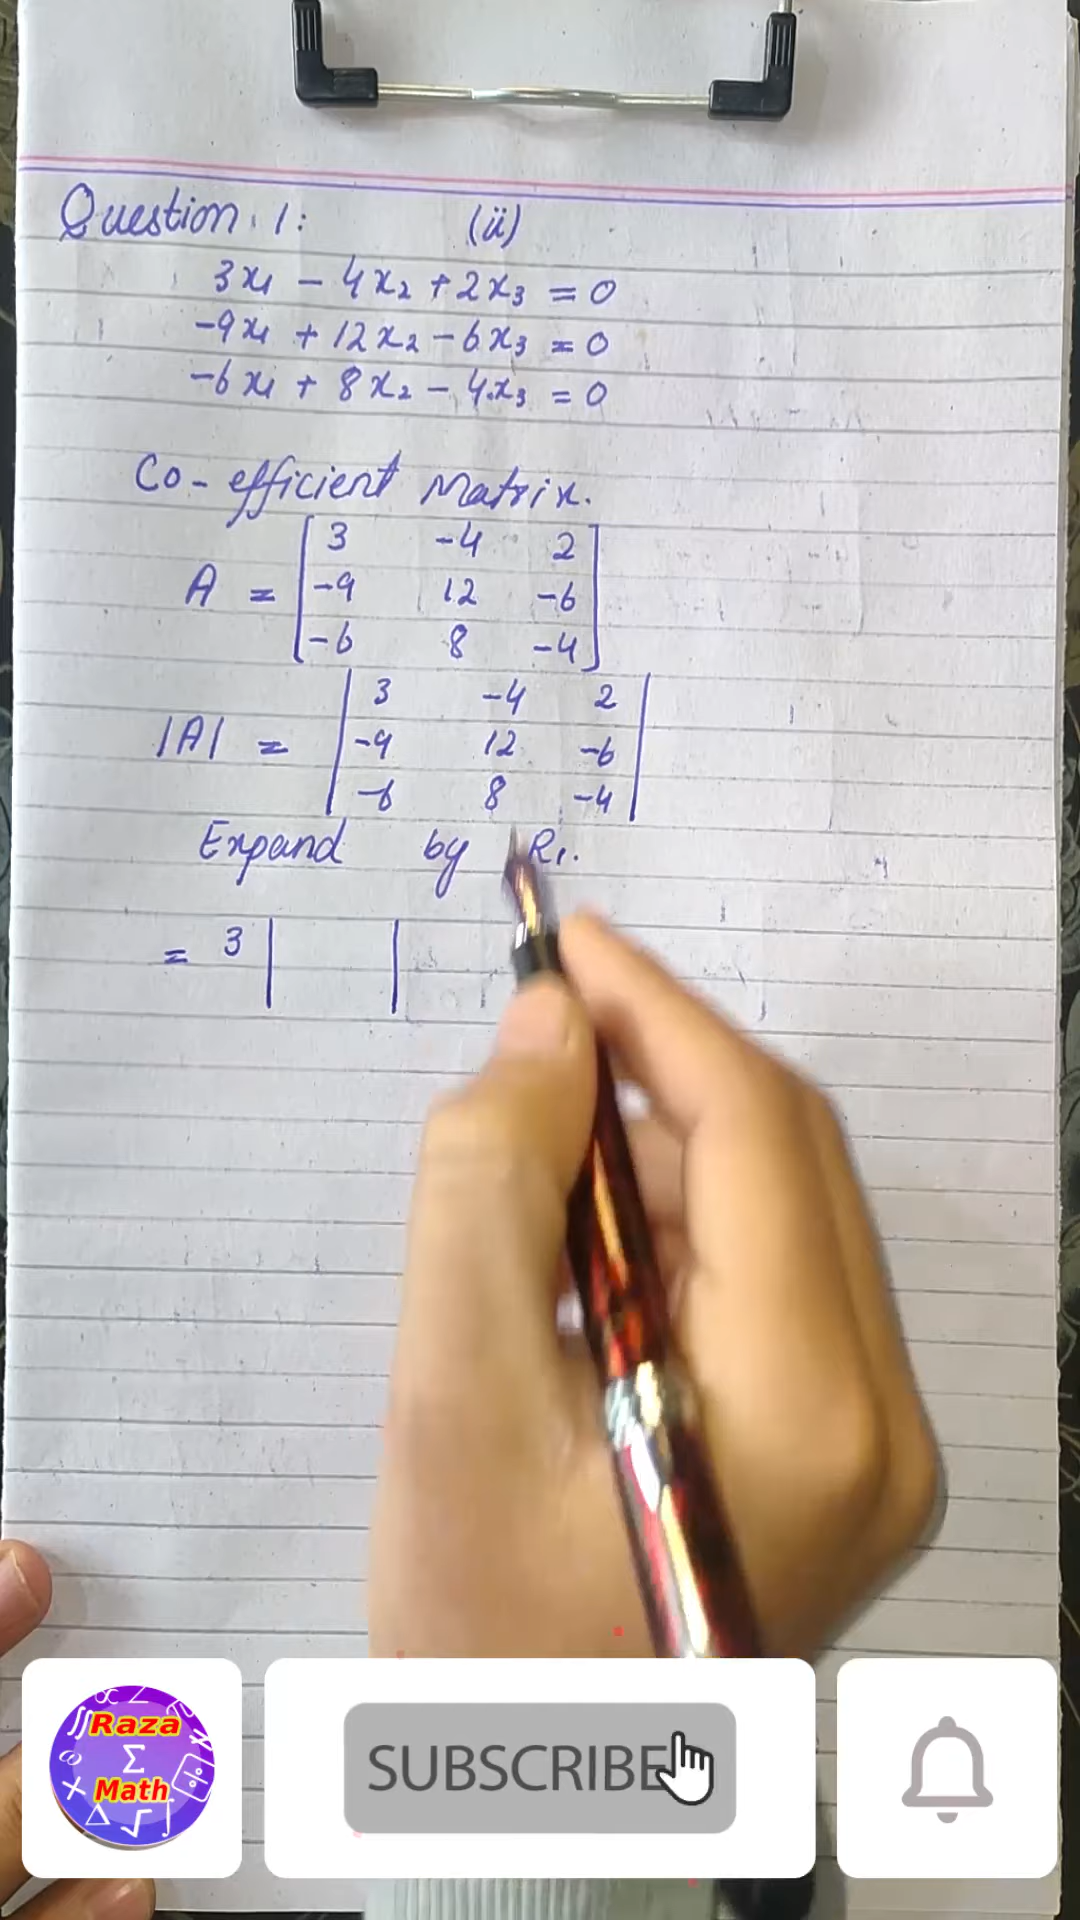 Question 1: (ii)
3x₁ - 4x₂ + 2x₃ = 0
-9x₁ + 12x₂ - 6x₃ = 0
-6x₁ + 8x₂ - 4x₃ = 0
Co-efficient Matrix.
A = [3 -4 2
-9 12 -6
-6 8 -4]
|A| = |3 -4 2
-9 12 -6
-6 8 -4|
Expand by R₁.
= 3 | |
Raza
Σ
Math
SUBSCRIBE